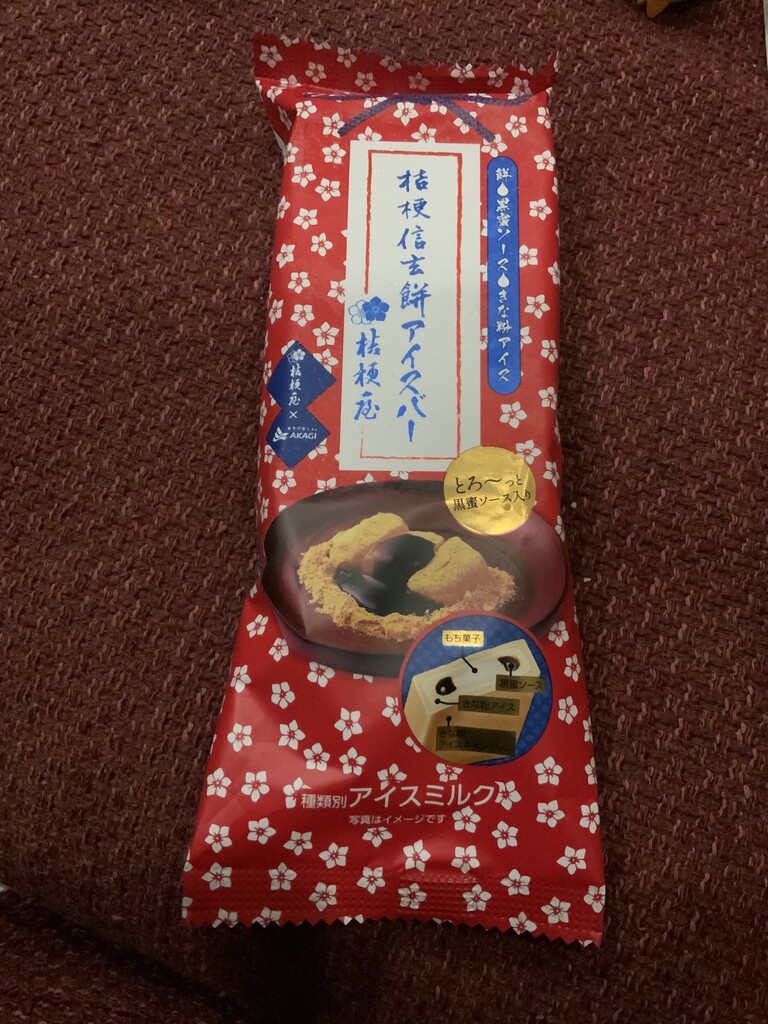 餅💧黒蜜ソース💧きな粉アイス
桔梗信玄餅アイスバー
桔梗屋
桔梗屋
×
AKAGI
とろ〜っと
黒蜜ソース入り
もち菓子
黒蜜ソース
きな粉アイス
きな粉
種類別アイスミルク
写真はイメージです